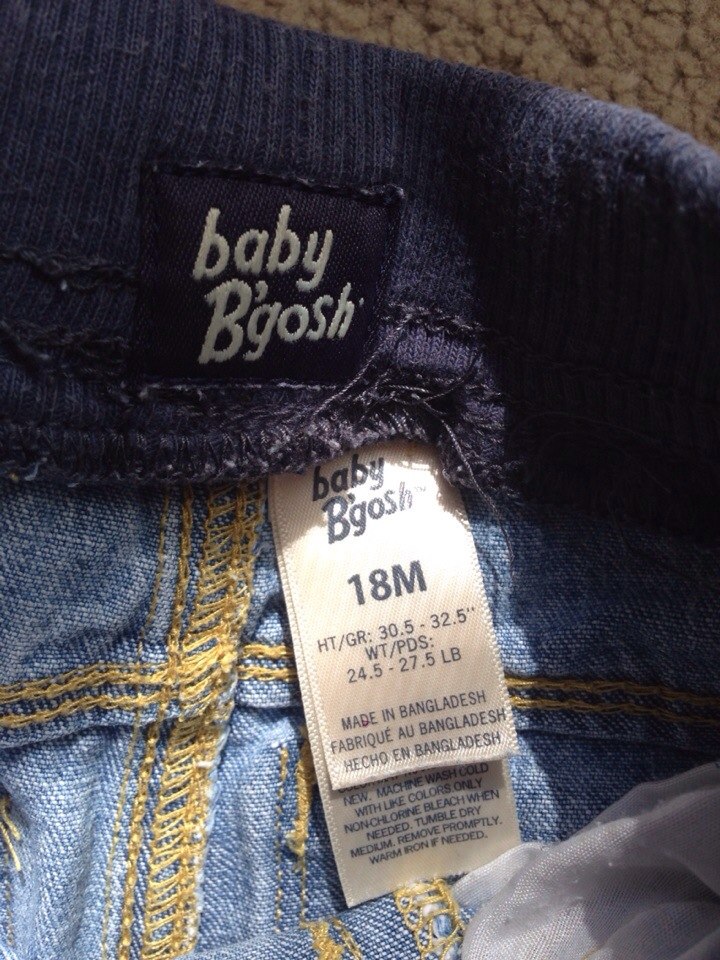 baby
B'gosh
baby
B'gosh™
18M
HT/GR: 30.5 - 32.5"
WT/PDS:
24.5 - 27.5 LB
MADE IN BANGLADESH
FABRIQUÉ AU BANGLADESH
HECHO EN BANGLADESH
NEW. MACHINE WASH COLD
WITH LIKE COLORS ONLY
NON-CHLORINE BLEACH WHEN
NEEDED. TUMBLE DRY
MEDIUM. REMOVE PROMPTLY.
WARM IRON IF NEEDED.